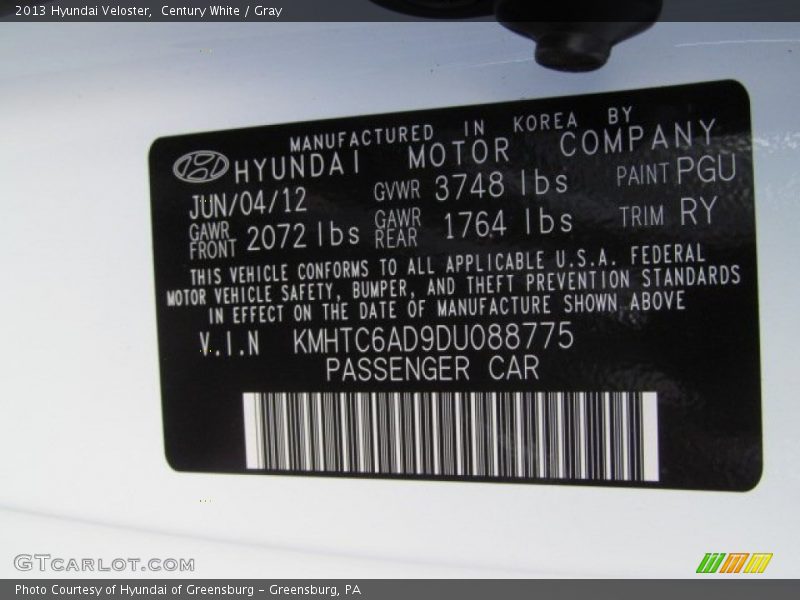 2013 Hyundai Veloster, Century White / Gray
MANUFACTURED IN KOREA BY
HYUNDAI MOTOR COMPANY
JUN/04/12 GVWR 3748 lbs PAINT PGU
GAWR FRONT 2072 lbs GAWR REAR 1764 lbs TRIM RY
THIS VEHICLE CONFORMS TO ALL APPLICABLE U.S.A. FEDERAL
MOTOR VEHICLE SAFETY, BUMPER, AND THEFT PREVENTION STANDARDS
IN EFFECT ON THE DATE OF MANUFACTURE SHOWN ABOVE
V.I.N KMHTC6AD9DU088775
PASSENGER CAR
GTCARLOT.COM
Photo Courtesy of Hyundai of Greensburg - Greensburg, PA